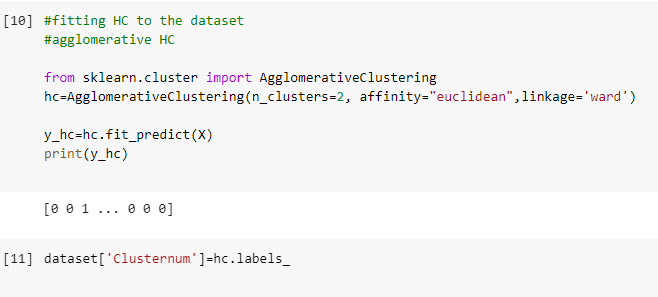 [10] #fitting HC to the dataset
#agglomerative HC
from sklearn.cluster import AgglomerativeClustering
hc=AgglomerativeClustering(n_clusters=2, affinity="euclidean",linkage='ward')
y_hc=hc.fit_predict(X)
print(y_hc)
[0 0 1 ... 0 0 0]
[11] dataset['Clusternum']=hc.labels_